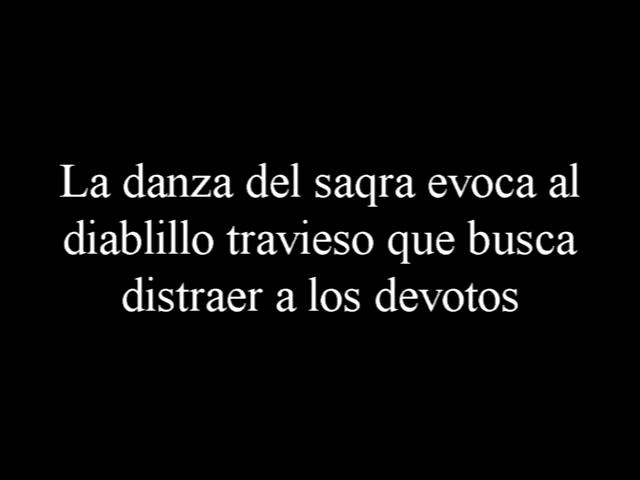 La danza del saqra evoca al
diablillo travieso que busca
distraer a los devotos